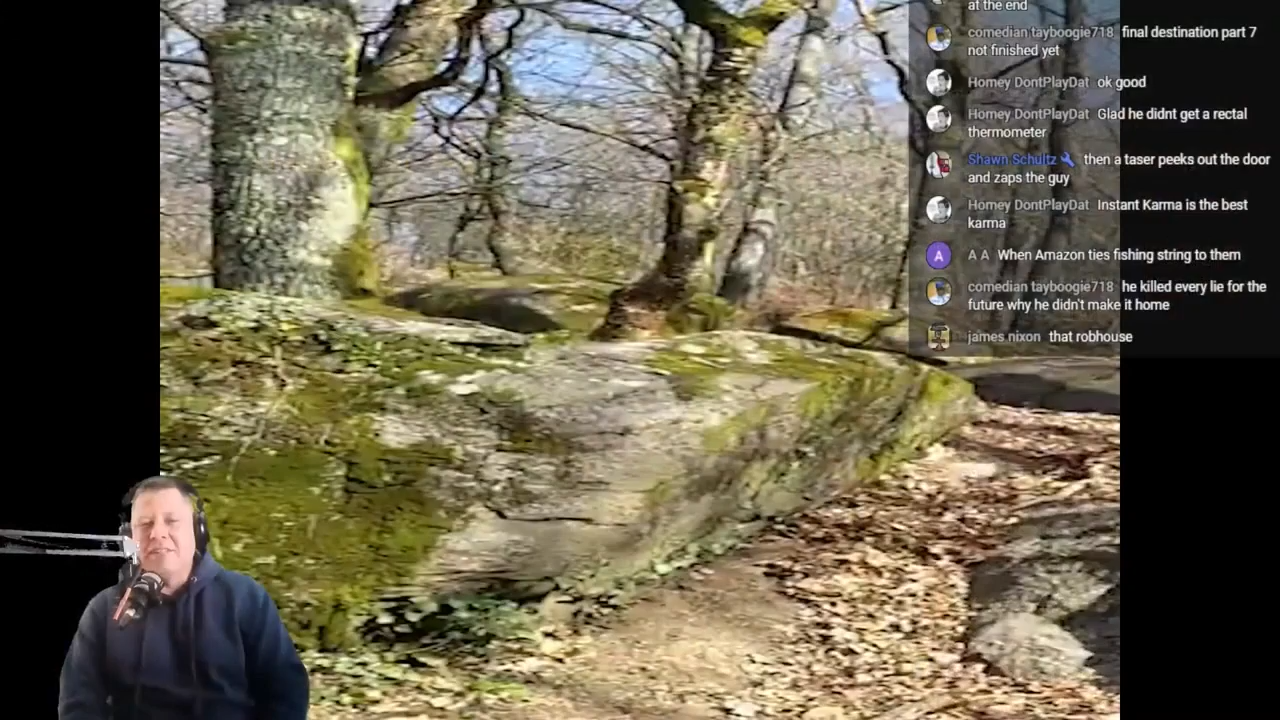 at the end
comedian tayboogie718 final destination part 7
not finished yet
Homey DontPlayDat ok good
Homey DontPlayDat Glad he didnt get a rectal
thermometer
Shawn Schultz then a taser peeks out the door
and zaps the guy
Homey DontPlayDat Instant Karma is the best
karma
A A A When Amazon ties fishing string to them
comedian tayboogie718 he killed every lie for the
future why he didn't make it home
james nixon that robhouse